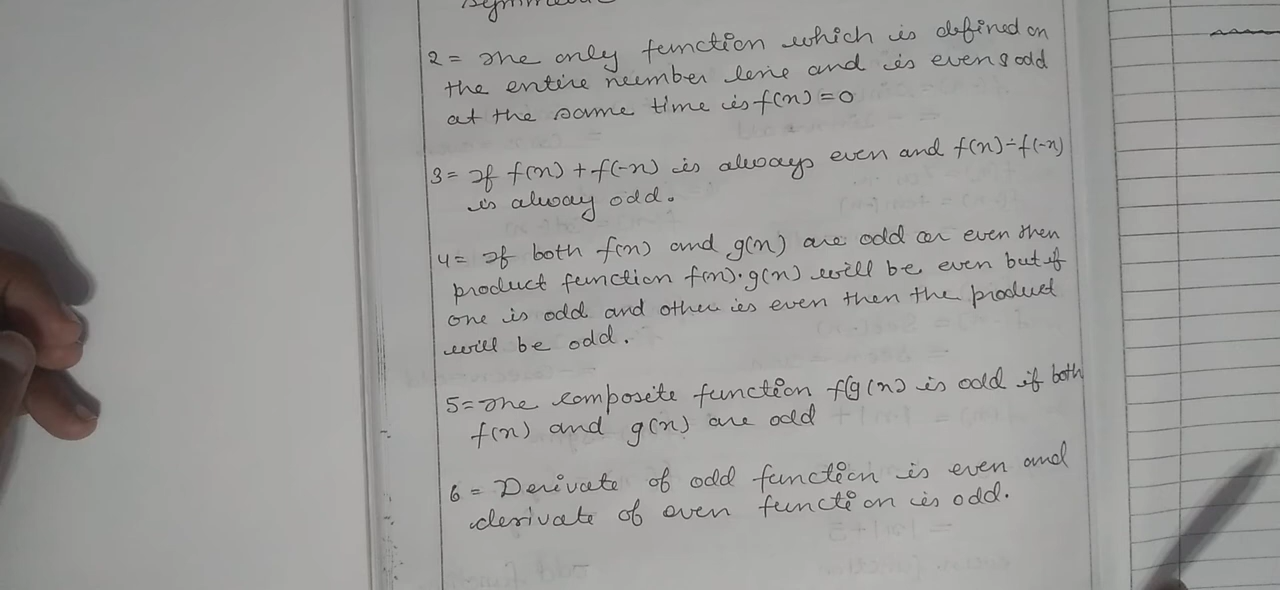 2 = The only function which is defined on
the entire number line and is even & odd
at the same time is f(n) = 0
3 = If f(n) + f(-n) is always even and f(n) - f(-n)
is alway odd.
4 = If both f(n) and g(n) are odd or even then
product function f(n).g(n) will be even but if
one is odd and other is even then the product
will be odd.
5 = The composite function f(g(n) is odd if both
f(n) and g(n) are odd
6 = Derivate of odd function is even and
derivate of even function is odd.